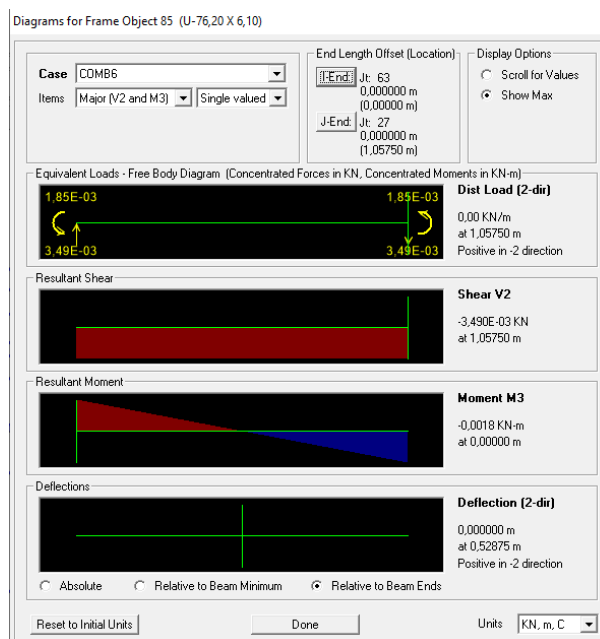 Diagrams for Frame Object 85 (U-76,20 X 6,10)
Case COMB6
Items Major (V2 and M3) Single valued
End Length Offset (Location)
I-End: Jt: 63
0,000000 m
(0,00000 m)
J-End: Jt: 27
0,000000 m
(1,05750 m)
Display Options
Scroll for Values
Show Max
Equivalent Loads - Free Body Diagram (Concentrated Forces in KN, Concentrated Moments in KN-m)
1,85E-03 1,85E-03
3,49E-03 3,49E-03
Dist Load (2-dir)
0,00 KN/m
at 1,05750 m
Positive in -2 direction
Resultant Shear
Shear V2
-3,490E-03 KN
at 1,05750 m
Resultant Moment
Moment M3
-0,0018 KN-m
at 0,00000 m
Deflections
Deflection (2-dir)
0,000000 m
at 0,52875 m
Positive in -2 direction
Absolute Relative to Beam Minimum Relative to Beam Ends
Reset to Initial Units Done Units KN, m, C